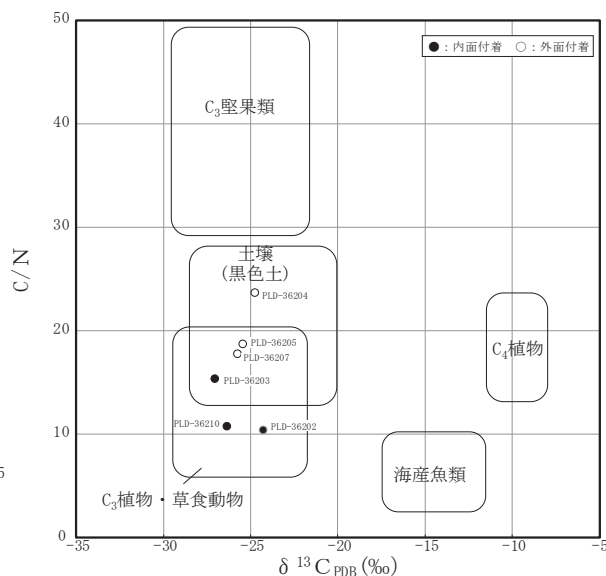 50
40
30
20
10
0
C/N
●：内面付着 ○：外面付着
C₃堅果類
土壌
(黒色土)
PLD-36204
PLD-36205
PLD-36207
PLD-36203
PLD-36210
PLD-36202
C₄植物
海産魚類
C₃植物・草食動物
5
-35
-30
-25
-20
-15
-10
-5
δ ¹³C PDB (‰)